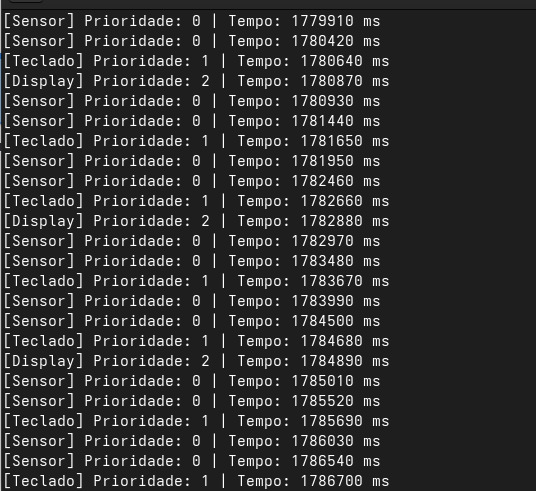 [Sensor] Prioridade: 0 | Tempo: 1779910 ms
[Sensor] Prioridade: 0 | Tempo: 1780420 ms
[Teclado] Prioridade: 1 | Tempo: 1780640 ms
[Display] Prioridade: 2 | Tempo: 1780870 ms
[Sensor] Prioridade: 0 | Tempo: 1780930 ms
[Sensor] Prioridade: 0 | Tempo: 1781440 ms
[Teclado] Prioridade: 1 | Tempo: 1781650 ms
[Sensor] Prioridade: 0 | Tempo: 1781950 ms
[Sensor] Prioridade: 0 | Tempo: 1782460 ms
[Teclado] Prioridade: 1 | Tempo: 1782660 ms
[Display] Prioridade: 2 | Tempo: 1782880 ms
[Sensor] Prioridade: 0 | Tempo: 1782970 ms
[Sensor] Prioridade: 0 | Tempo: 1783480 ms
[Teclado] Prioridade: 1 | Tempo: 1783670 ms
[Sensor] Prioridade: 0 | Tempo: 1783990 ms
[Sensor] Prioridade: 0 | Tempo: 1784500 ms
[Teclado] Prioridade: 1 | Tempo: 1784680 ms
[Display] Prioridade: 2 | Tempo: 1784890 ms
[Sensor] Prioridade: 0 | Tempo: 1785010 ms
[Sensor] Prioridade: 0 | Tempo: 1785520 ms
[Teclado] Prioridade: 1 | Tempo: 1785690 ms
[Sensor] Prioridade: 0 | Tempo: 1786030 ms
[Sensor] Prioridade: 0 | Tempo: 1786540 ms
[Teclado] Prioridade: 1 | Tempo: 1786700 ms